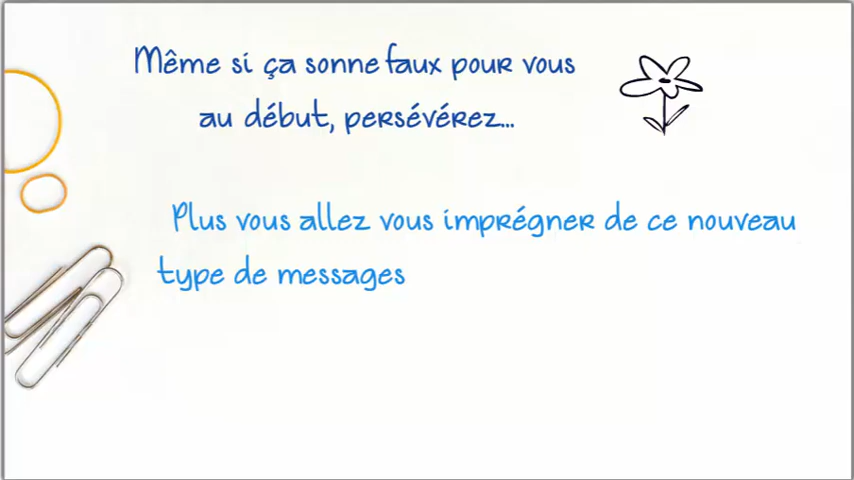 Même si ça sonne faux pour vous
au début, persévérez...
Plus vous allez vous imprégner de ce nouveau
type de messages